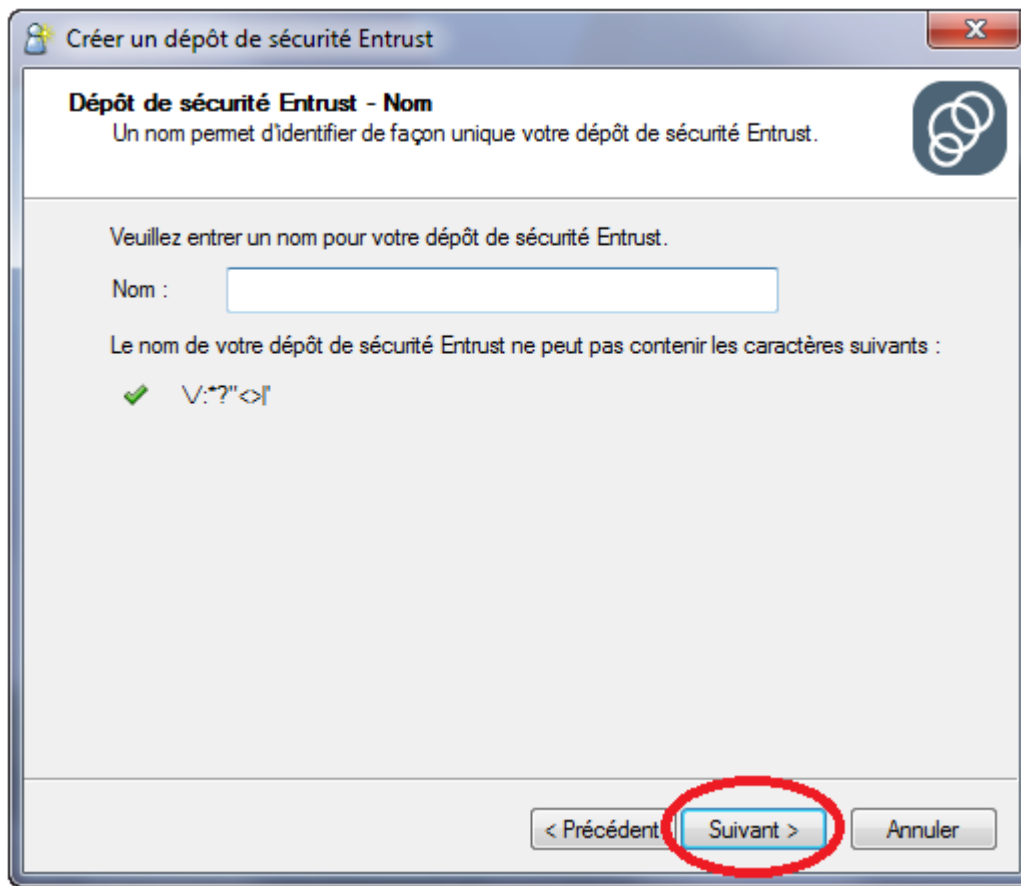 Créer un dépôt de sécurité Entrust
Dépôt de sécurité Entrust - Nom
Un nom permet d'identifier de façon unique votre dépôt de sécurité Entrust.
Veuillez entrer un nom pour votre dépôt de sécurité Entrust.
Nom :
Le nom de votre dépôt de sécurité Entrust ne peut pas contenir les caractères suivants :
\/:*?"<>|'
< Précédent
Suivant >
Annuler